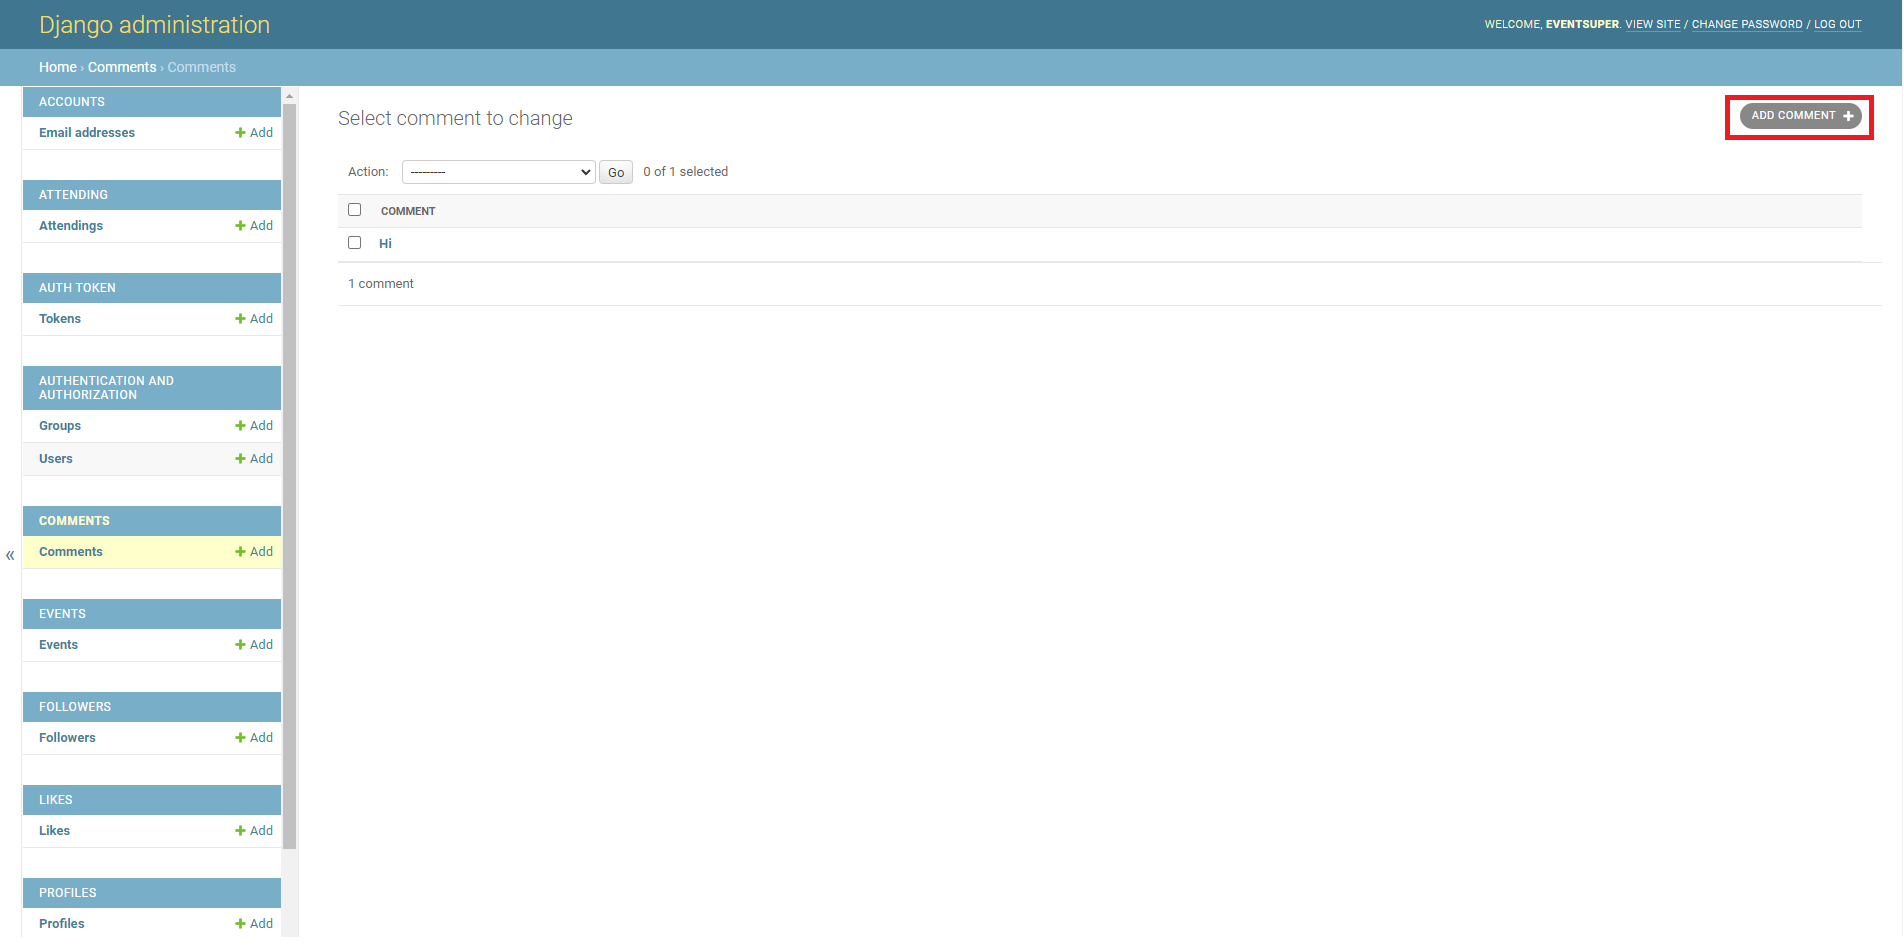 Django administration
WELCOME, EVENTSUPER. VIEW SITE / CHANGE PASSWORD / LOG OUT
Home › Comments › Comments
ACCOUNTS
Email addresses
Add
ATTENDING
Attendings
Add
AUTH TOKEN
Tokens
Add
AUTHENTICATION AND
AUTHORIZATION
Groups
Add
Users
Add
COMMENTS
Comments
Add
EVENTS
Events
Add
FOLLOWERS
Followers
Add
LIKES
Likes
Add
PROFILES
Profiles
Add
«
Select comment to change
ADD COMMENT +
Action:
---------
Go
0 of 1 selected
COMMENT
Hi
1 comment